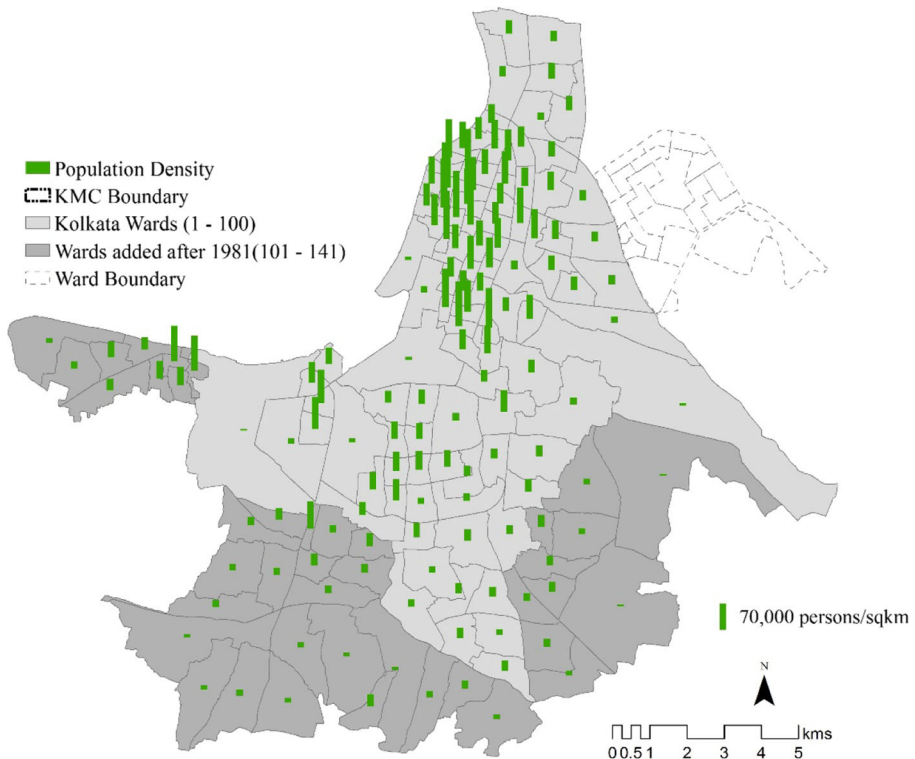 Population Density
KMC Boundary
Kolkata Wards (1 - 100)
Wards added after 1981(101 - 141)
Ward Boundary
70,000 persons/sqkm
N
kms
0 0.5 1 2 3 4 5